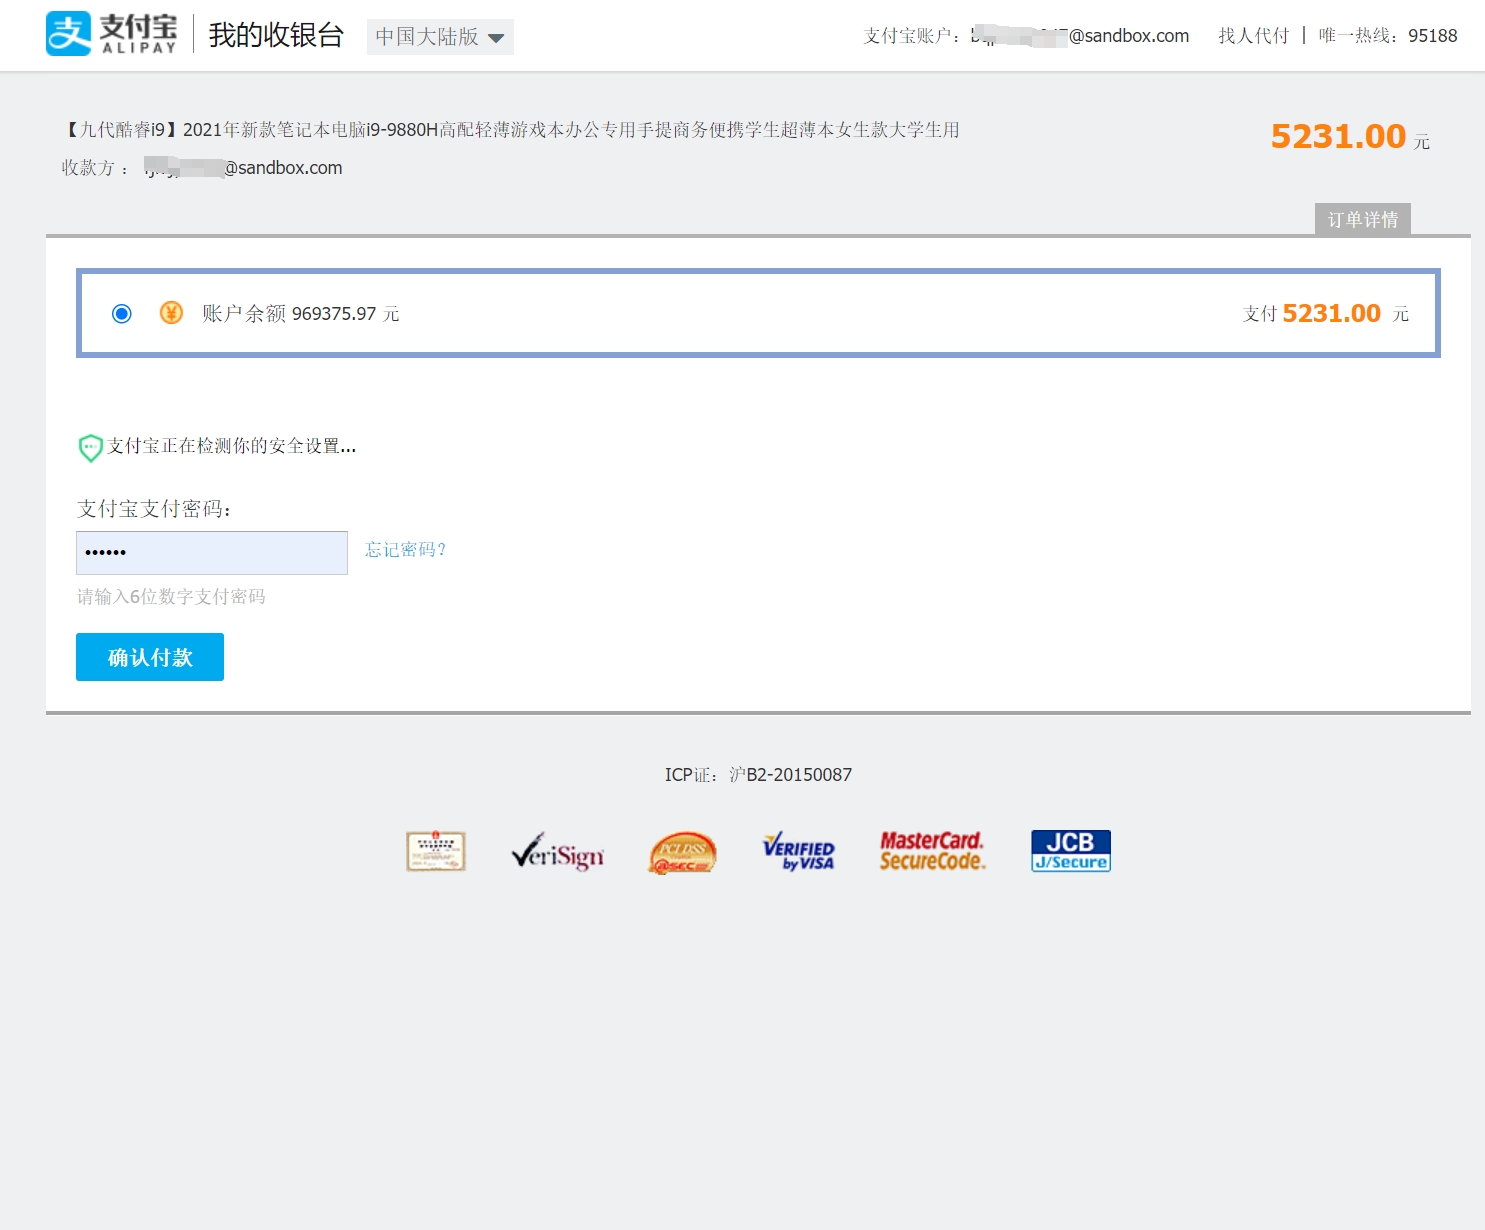 支付宝
ALIPAY
我的收银台
中国大陆版
支付宝账户：
@sandbox.com
找人代付
唯一热线：95188
【九代酷睿i9】2021年新款笔记本电脑i9-9880H高配轻薄游戏本办公专用手提商务便携学生超薄本女生款大学生用
5231.00 元
收款方 ：
@sandbox.com
订单详情
账户余额 969375.97 元
支付 5231.00 元
支付宝正在检测你的安全设置...
支付宝支付密码：
忘记密码?
请输入6位数字支付密码
确认付款
ICP证：沪B2-20150087
VeriSign
PCI DSS
VERIFIED
by VISA
MasterCard.
SecureCode.
JCB
J/Secure